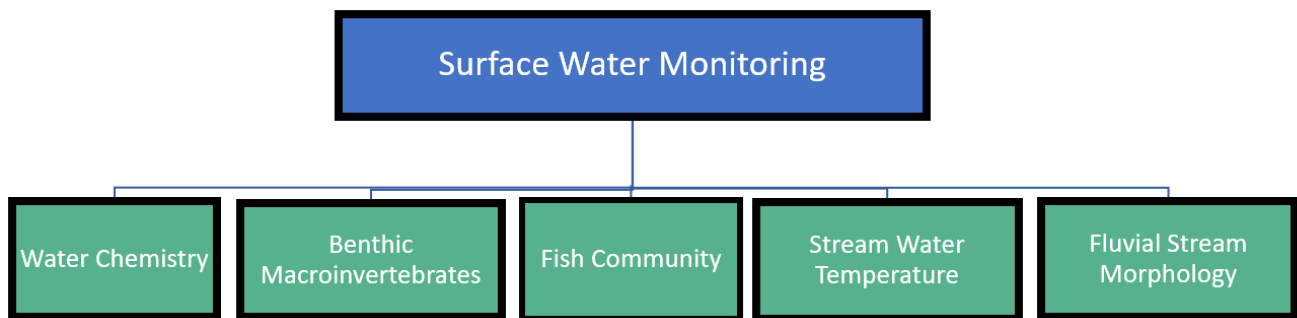 Surface Water Monitoring
Water Chemistry
Benthic
Macroinvertebrates
Fish Community
Stream Water
Temperature
Fluvial Stream
Morphology